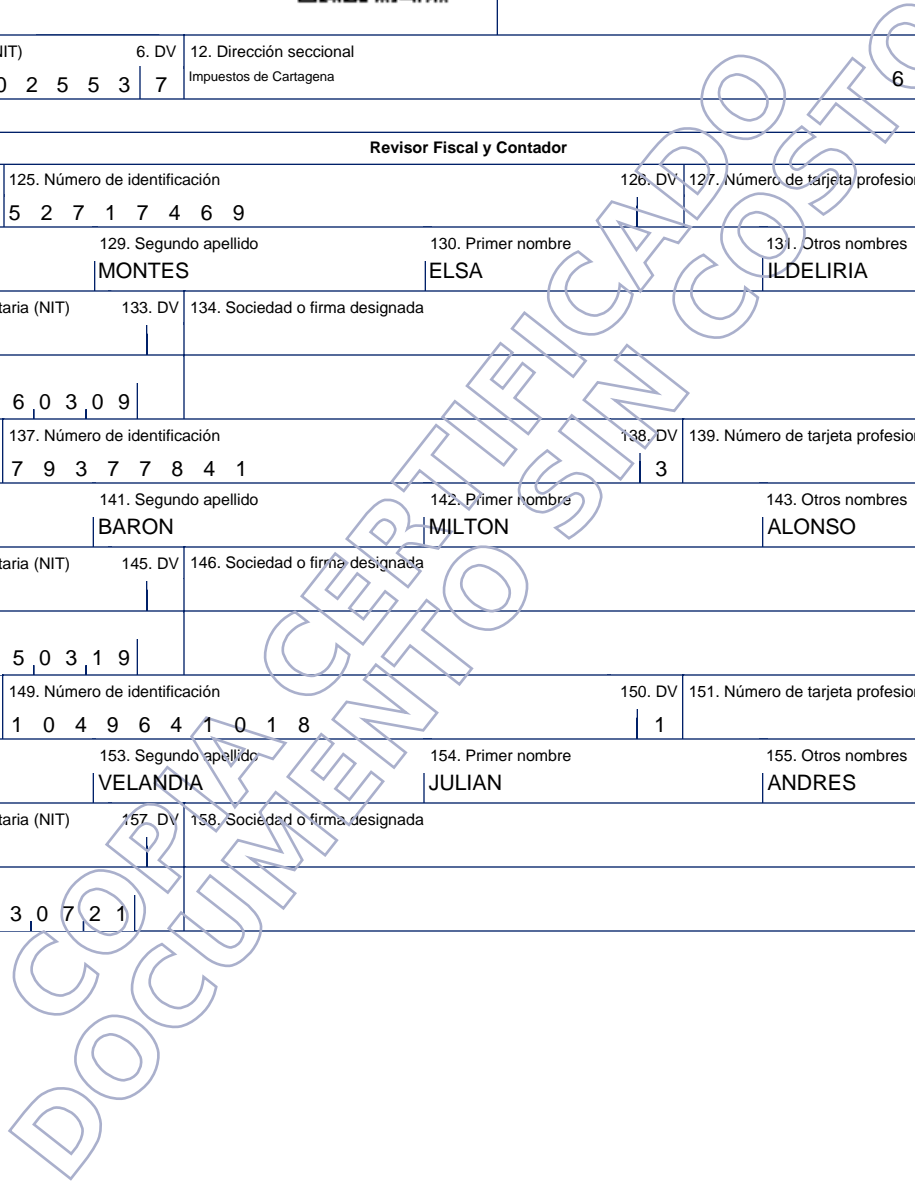 NIT) 6. DV 12. Dirección seccional
0 2 5 5 3 7 Impuestos de Cartagena 6
Revisor Fiscal y Contador
125. Número de identificación 126. DV 127. Número de tarjeta profesion
5 2 7 1 7 4 6 9
129. Segundo apellido 130. Primer nombre 131. Otros nombres
MONTES ELSA ILDELIRIA
taria (NIT) 133. DV 134. Sociedad o firma designada
6 0 3 0 9
137. Número de identificación 138. DV 139. Número de tarjeta profesion
7 9 3 7 7 8 4 1 3
141. Segundo apellido 142. Primer nombre 143. Otros nombres
BARON MILTON ALONSO
taria (NIT) 145. DV 146. Sociedad o firma designada
5 0 3 1 9
149. Número de identificación 150. DV 151. Número de tarjeta profesion
1 0 4 9 6 4 1 0 1 8 1
153. Segundo apellido 154. Primer nombre 155. Otros nombres
VELANDIA JULIAN ANDRES
taria (NIT) 157. DV 158. Sociedad o firma designada
3 0 7 2 1
COPIA CERTIFICADO
DOCUMENTO SIN COSTO